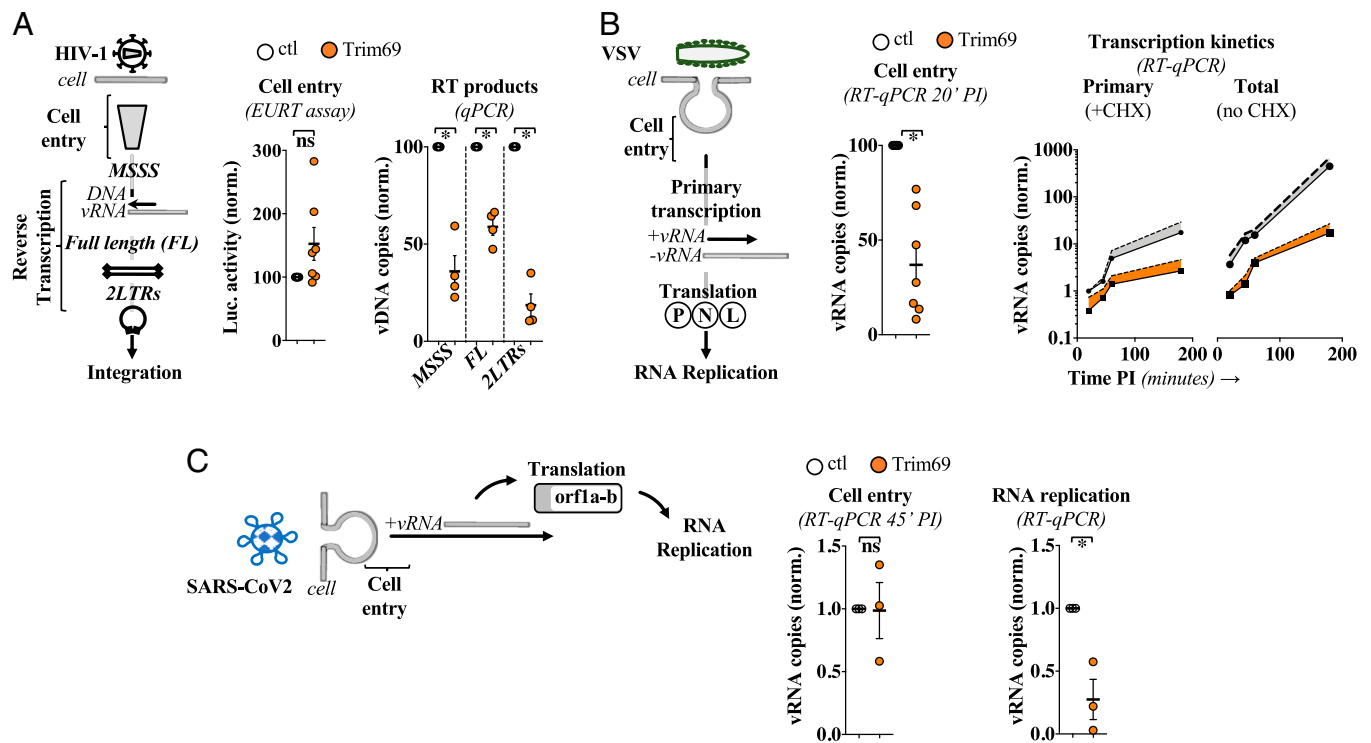 A
HIV-1
cell
Cell
entry
MSSS
DNA
vRNA
Reverse
Transcription
Full length (FL)
2LTRs
Integration
ctl Trim69
Cell entry
(EURT assay)
ns
Luc. activity (norm.)
300
200
150
100
50
0
RT products
(qPCR)
* * *
vDNA copies (norm.)
100
50
0
MSSS FL 2LTRs
B
VSV
cell
Cell
entry
Primary
transcription
+vRNA
-vRNA
Translation
P N L
RNA Replication
ctl Trim69
Cell entry
(RT-qPCR 20' PI)
*
vRNA copies (norm.)
100
50
0
Transcription kinetics
(RT-qPCR)
Primary
(+CHX)
Total
(no CHX)
vRNA copies (norm.)
1000
100
10
1
0.1
0 100 200
0 100 200
Time PI (minutes) →
C
SARS-CoV2
cell
Cell
entry
+vRNA
Translation
orf1a-b
RNA
Replication
ctl Trim69
Cell entry
(RT-qPCR 45' PI)
ns
vRNA copies (norm.)
1.5
1.0
0.5
0.0
RNA replication
(RT-qPCR)
*
vRNA copies (norm.)
1.5
1.0
0.5
0.0